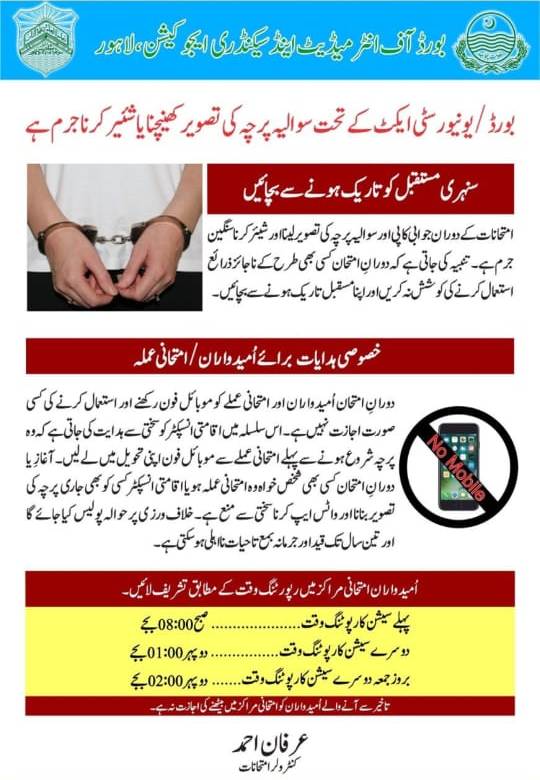 بورڈ آف انٹرمیڈیٹ اینڈ سیکنڈری ایجوکیشن، لاہور
بورڈ/یونیورسٹی ایکٹ کے تحت سوالیہ پرچہ کی تصویر کھینچنا یا شئیر کرنا جرم ہے
سنہری مستقبل کو تاریک ہونے سے بچائیں
امتحانات کے دوران جوابی کاپی اور سوالیہ پرچہ کی تصویر لینا اور شیئر کرنا سنگین
جرم ہے۔ تنبیہ کی جاتی ہے کہ دورانِ امتحان کسی بھی طرح کے ناجائز ذرائع
استعمال کرنے کی کوشش نہ کریں اور اپنا مستقبل تاریک ہونے سے بچائیں۔
خصوصی ہدایات برائے اُمیدواران/امتحانی عملہ
دورانِ امتحان اُمیدواران اور امتحانی عملے کو موبائل فون رکھنے اور استعمال کرنے کی کسی
صورت اجازت نہیں ہے۔ اس سلسلہ میں اقامتی انسپکٹر کو سختی سے ہدایت کی جاتی ہے کہ وہ
پرچہ شروع ہونے سے پہلے امتحانی عملے سے موبائل فون اپنی تحویل میں لے لیں۔ آغاز یا
دورانِ امتحان کسی بھی شخص خواہ وہ امتحانی عملہ ہو یا اقامتی انسپکٹر کسی کو بھی جاری پرچہ کی
تصویر بنانا اور واٹس ایپ کرنا سختی سے منع ہے۔ خلاف ورزی پر حوالہ پولیس کیا جائے گا
اور تین سال تک قید اور جرمانہ بمع تاحیات نااہلی ہو سکتی ہے۔
No Mobile
اُمیدواران امتحانی مراکز میں رپورٹنگ وقت کے مطابق تشریف لائیں۔
پہلے سیشن کا رپوٹنگ وقت.................... صبح 08:00 بجے
دوسرے سیشن کا رپوٹنگ وقت................ دوپہر 01:00 بجے
بروز جمعہ دوسرے سیشن کا رپوٹنگ وقت....... دوپہر 02:00 بجے
تاخیر سے آنے والے اُمیدواران کو امتحانی مراکز میں بیٹھنے کی اجازت نہ ہے۔
عرفان احمد
کنٹرولر امتحانات